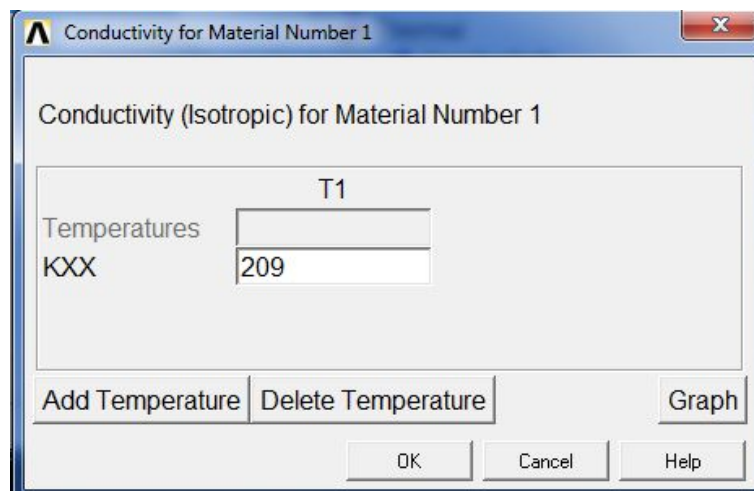 Conductivity for Material Number 1
Conductivity (Isotropic) for Material Number 1
T1
Temperatures
KXX 209
Add Temperature Delete Temperature Graph
OK Cancel Help